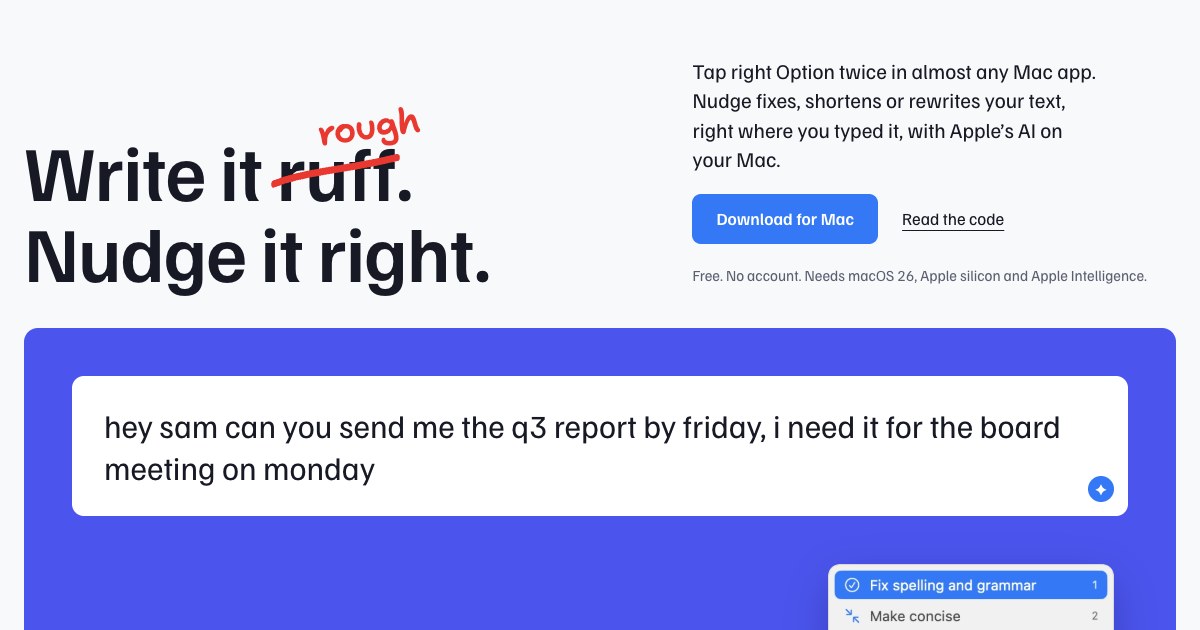 rough
Write it ruff.
Nudge it right.
Tap right Option twice in almost any Mac app.
Nudge fixes, shortens or rewrites your text,
right where you typed it, with Apple’s AI on
your Mac.
Download for Mac
Read the code
Free. No account. Needs macOS 26, Apple silicon and Apple Intelligence.
hey sam can you send me the q3 report by friday, i need it for the board
meeting on monday
Fix spelling and grammar 1
Make concise 2